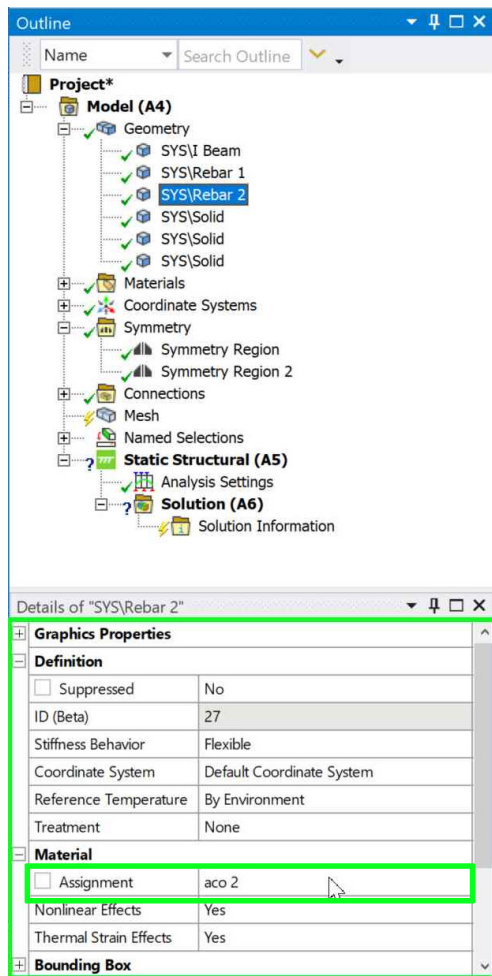 Outline
Name Search Outline
Project*
Model (A4)
Geometry
SYS\I Beam
SYS\Rebar 1
SYS\Rebar 2
SYS\Solid
SYS\Solid
SYS\Solid
Materials
Coordinate Systems
Symmetry
Symmetry Region
Symmetry Region 2
Connections
Mesh
Named Selections
Static Structural (A5)
Analysis Settings
Solution (A6)
Solution Information
Details of "SYS\Rebar 2"
Graphics Properties
Definition
Suppressed No
ID (Beta) 27
Stiffness Behavior Flexible
Coordinate System Default Coordinate System
Reference Temperature By Environment
Treatment None
Material
Assignment aco 2
Nonlinear Effects Yes
Thermal Strain Effects Yes
Bounding Box